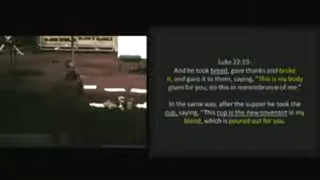 Luke 22:15-
And he took bread, gave thanks and broke
it, and gave it to them, saying, "This is my body
given for you; do this in remembrance of me."
In the same way, after the supper he took the
cup, saying, "This cup is the new covenant in my
blood, which is poured out for you.